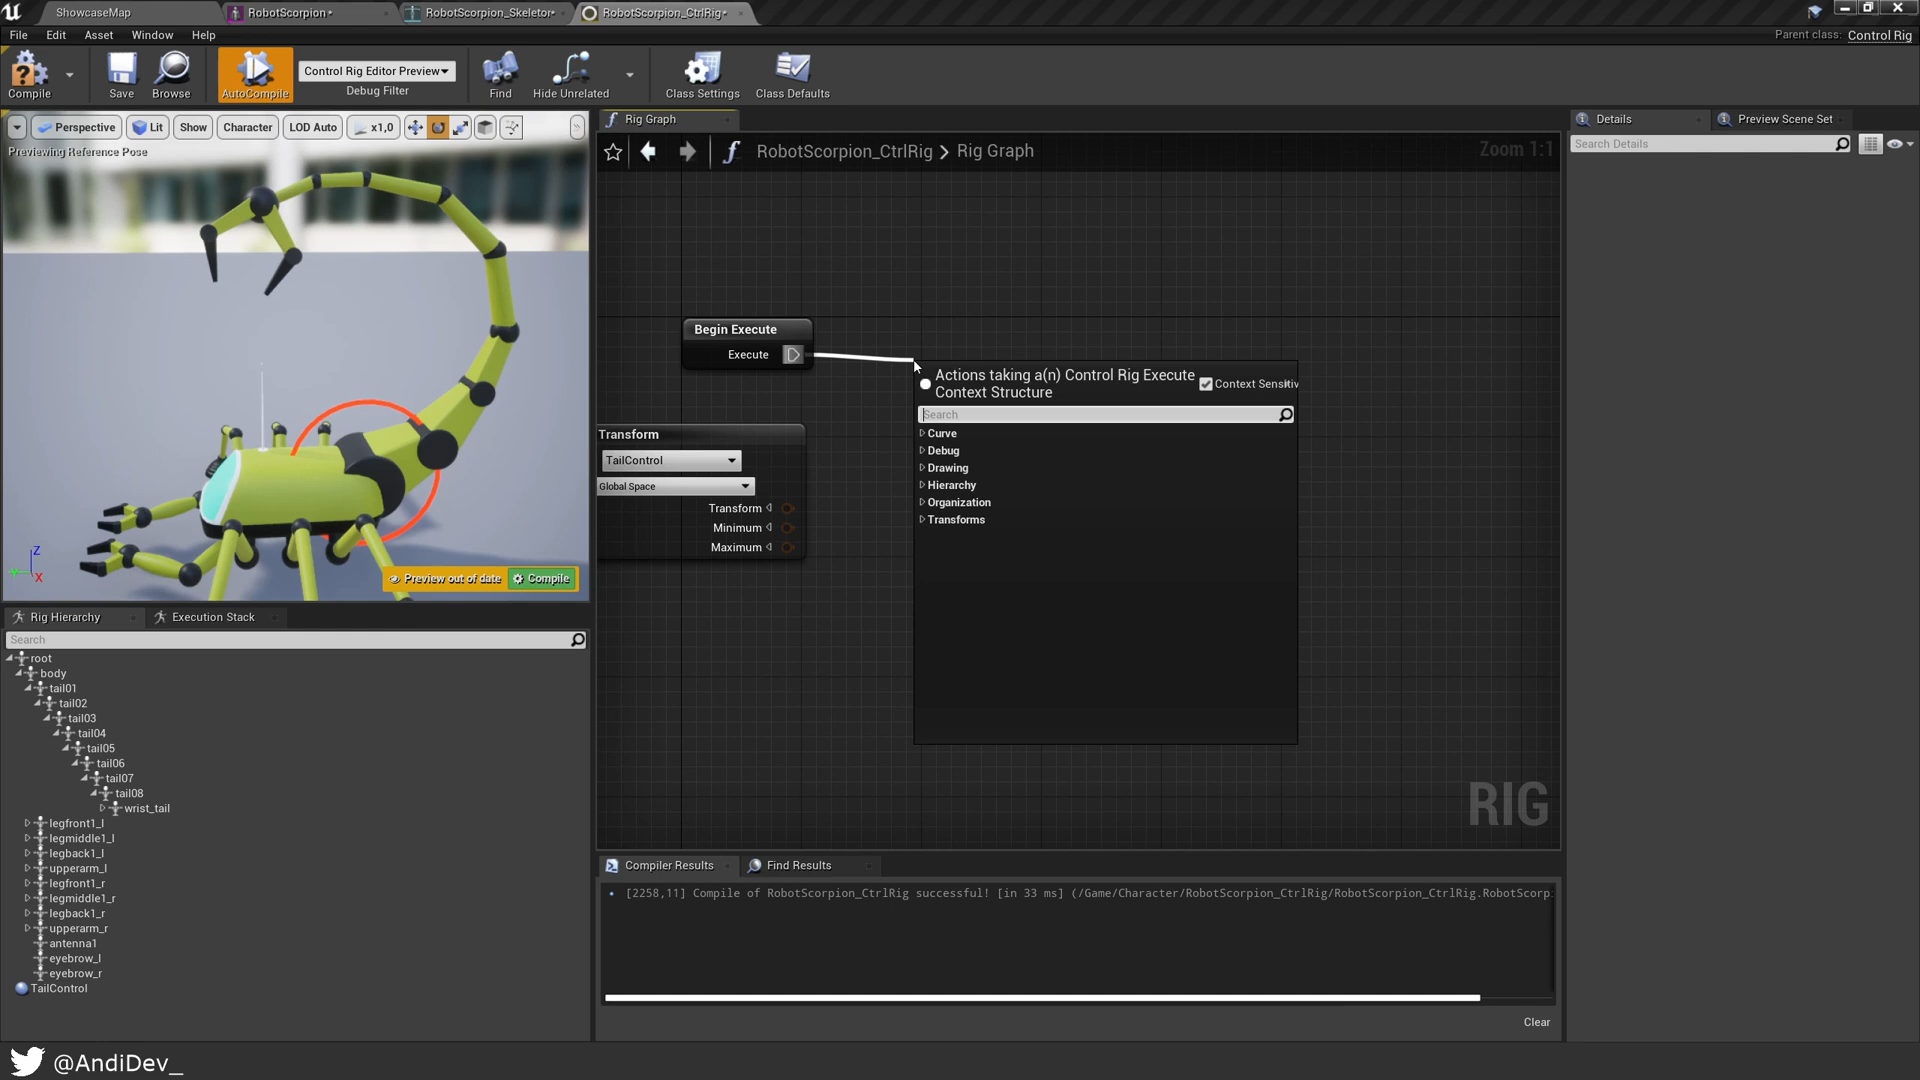 ShowcaseMap
RobotScorpion•
RobotScorpion_Skeleton•
RobotScorpion_CtrlRig•
File
Edit
Asset
Window
Help
Parent class:
Control Rig
Compile
Save
Browse
AutoCompile
Control Rig Editor Preview
Debug Filter
Find
Hide Unrelated
Class Settings
Class Defaults
Perspective
Lit
Show
Character
LOD Auto
x1,0
Previewing Reference Pose
Z
X
Preview out of date
Compile
Rig Graph
RobotScorpion_CtrlRig > Rig Graph
Zoom 1:1
Begin Execute
Execute
Transform
TailControl
Global Space
Transform
Minimum
Maximum
Actions taking a(n) Control Rig Execute
Context Structure
Context Sensitiv
Search
Curve
Debug
Drawing
Hierarchy
Organization
Transforms
RIG
Details
Preview Scene Set
Search Details
Rig Hierarchy
Execution Stack
Search
root
body
tail01
tail02
tail03
tail04
tail05
tail06
tail07
tail08
wrist_tail
legfront1_l
legmiddle1_l
legback1_l
upperarm_l
legfront1_r
legmiddle1_r
legback1_r
upperarm_r
antenna1
eyebrow_l
eyebrow_r
TailControl
Compiler Results
Find Results
• [2258,11] Compile of RobotScorpion_CtrlRig successful! [in 33 ms] (/Game/Character/RobotScorpion_CtrlRig/RobotScorpion_CtrlRig.RobotScorp
Clear
@AndiDev_